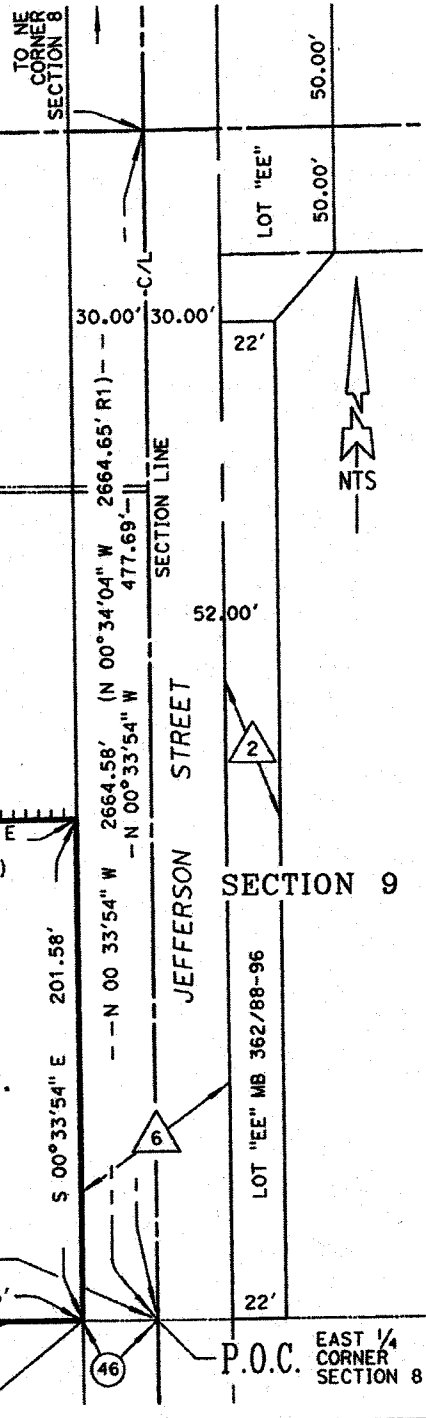 TO NE
CORNER
SECTION 8
50.00'
LOT "EE"
50.00'
C/L
30.00' 30.00'
22'
NTS
N 00 33'54" W 2664.58' (N 00°34'04" W 2664.65' R1)
N 00°33'54" W 477.69'
SECTION LINE
52.00'
2
JEFFERSON STREET
E
)
SECTION 9
S 00°33'54" E 201.58'
LOT "EE" MB 362/88-96
6
22'
'
46
P.O.C.
EAST 1/4
CORNER
SECTION 8